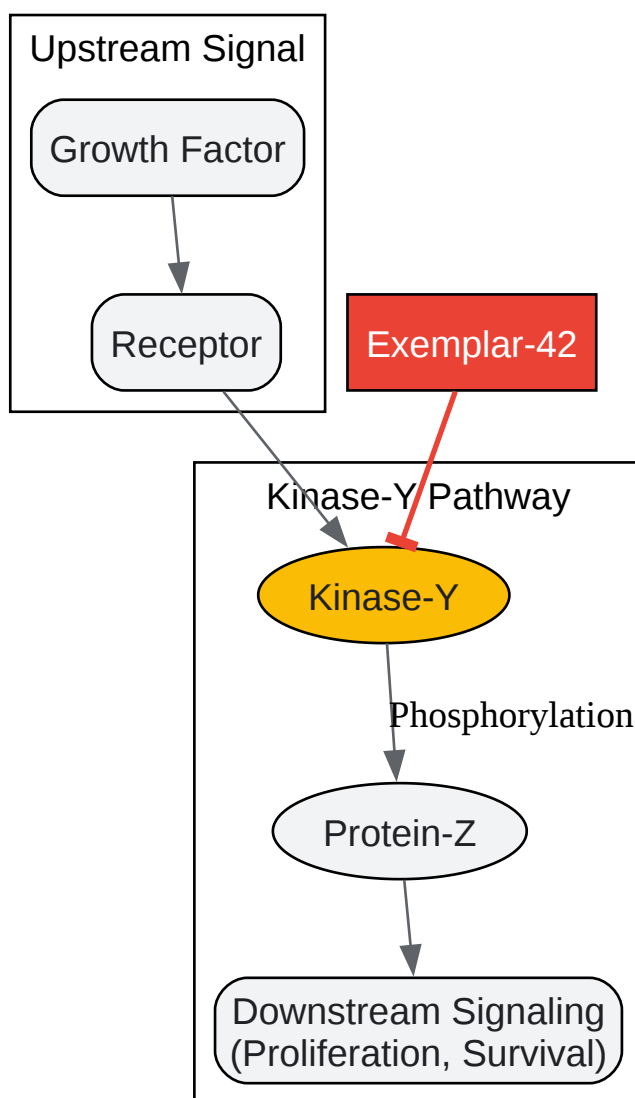 Upstream Signal
Growth Factor
Receptor
Exemplar-42
Kinase-Y Pathway
Kinase-Y
Phosphorylation
Protein-Z
Downstream Signaling
(Proliferation, Survival)